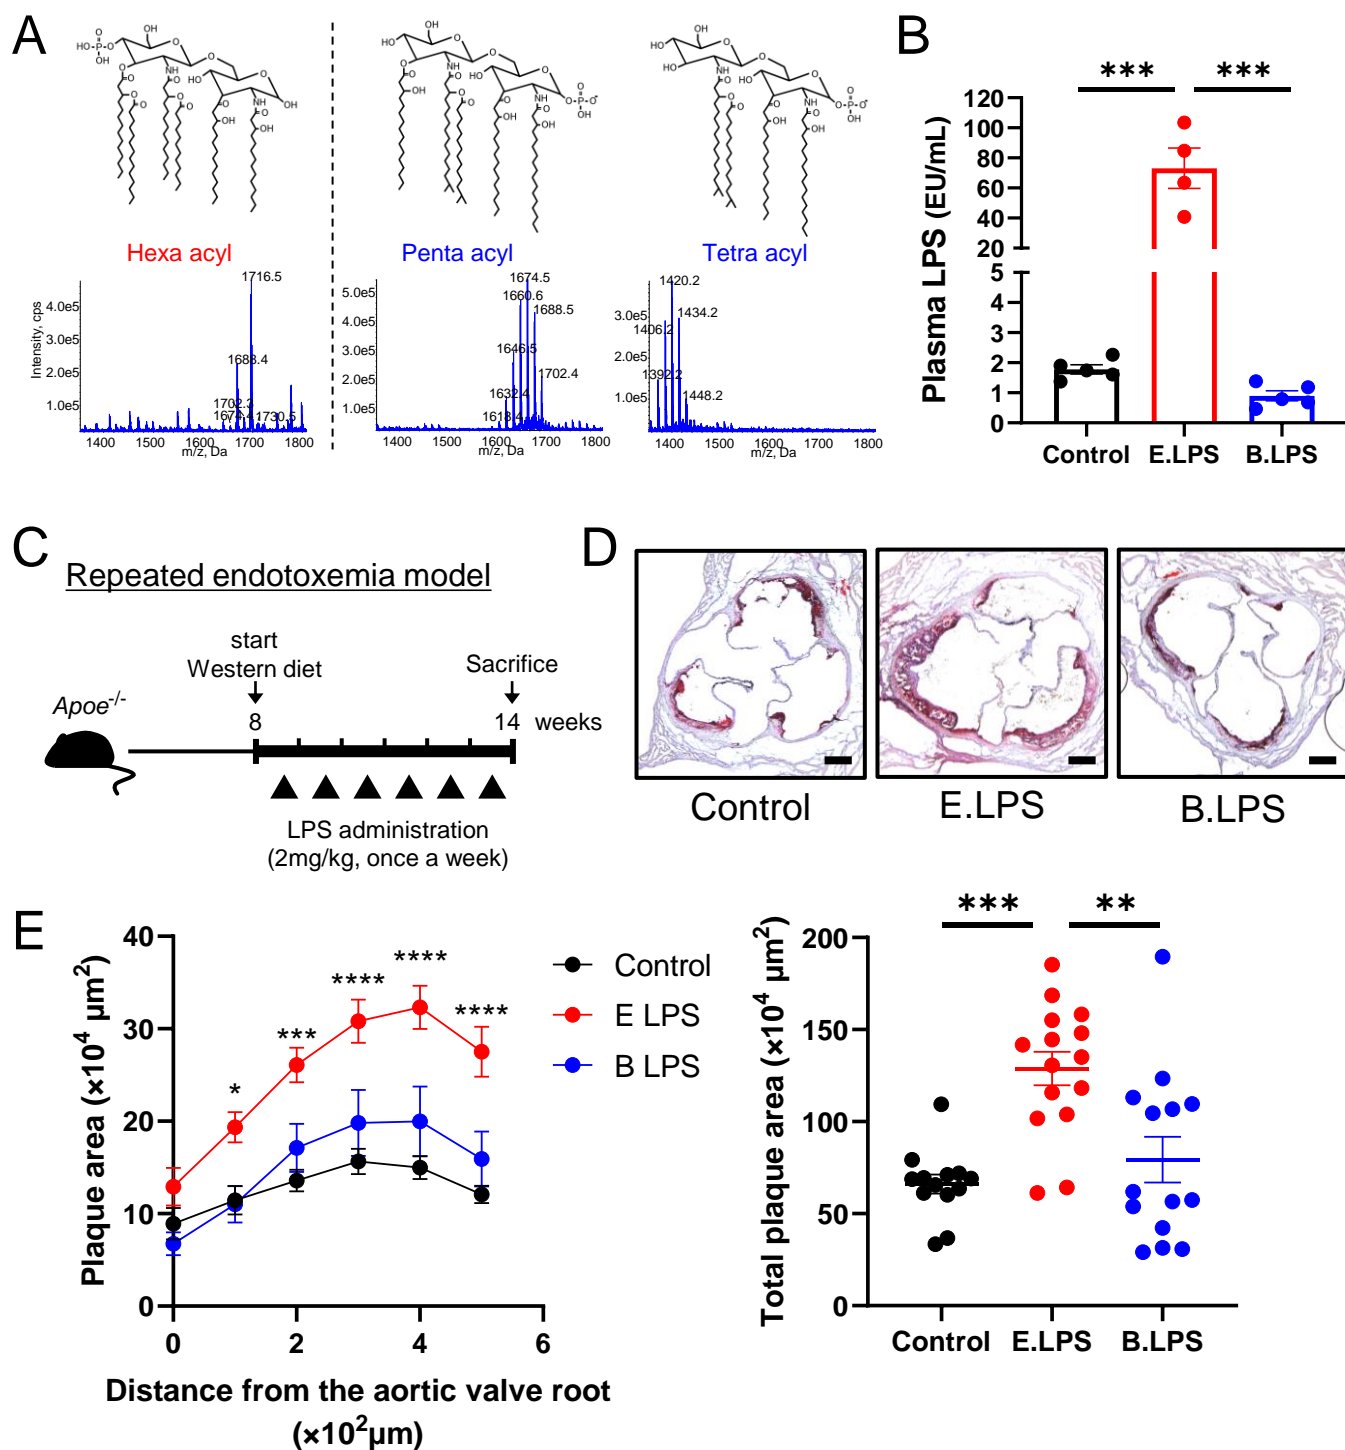 A
Hexa acyl
Penta acyl
Tetra acyl
Intensity, cps
4.0e5
3.0e5
2.0e5
1.0e5
1716.5
1688.4
1702.3
1674.4
1730.5
1400 1500 1600 1700 1800
m/z, Da
5.0e5
4.0e5
3.0e5
2.0e5
1.0e5
1674.5
1660.6
1688.5
1646.5
1702.4
1632.4
1618.4
1400 1500 1600 1700 1800
m/z, Da
3.0e5
2.0e5
1.0e5
1420.2
1434.2
1406.2
1392.2
1448.2
1400 1500 1600 1700 1800
m/z, Da
B
*** ***
Plasma LPS (EU/mL)
120
100
80
60
40
20
5
4
3
2
1
0
Control E.LPS B.LPS
C
Repeated endotoxemia model
start
Western diet
Sacrifice
Apoe-/-
8 14 weeks
LPS administration
(2mg/kg, once a week)
D
Control E.LPS B.LPS
E
Plaque area (×10⁴ μm²)
40
30
20
10
0
* *** **** **** ****
0 2 4 6
Distance from the aortic valve root
(×10²μm)
Control
E LPS
B LPS
*** **
Total plaque area (×10⁴ μm²)
200
150
100
50
0
Control E.LPS B.LPS